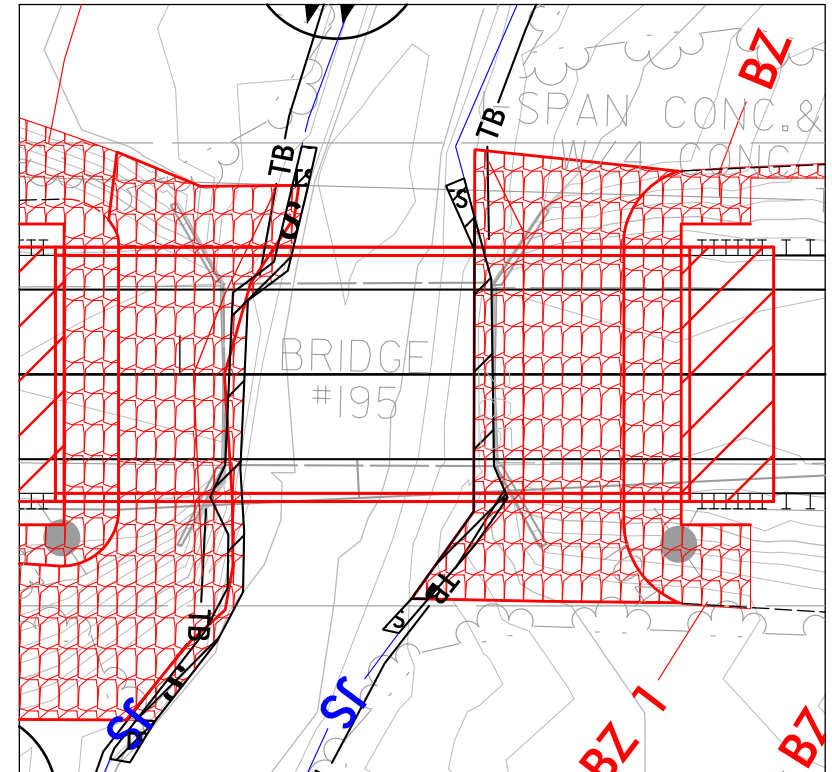 BZ
-SPAN CONC.&
W/4 CONC.
TB
TB
S
BRIDGE
#195
TB
TB
JS
JS
BZ 1
BZ